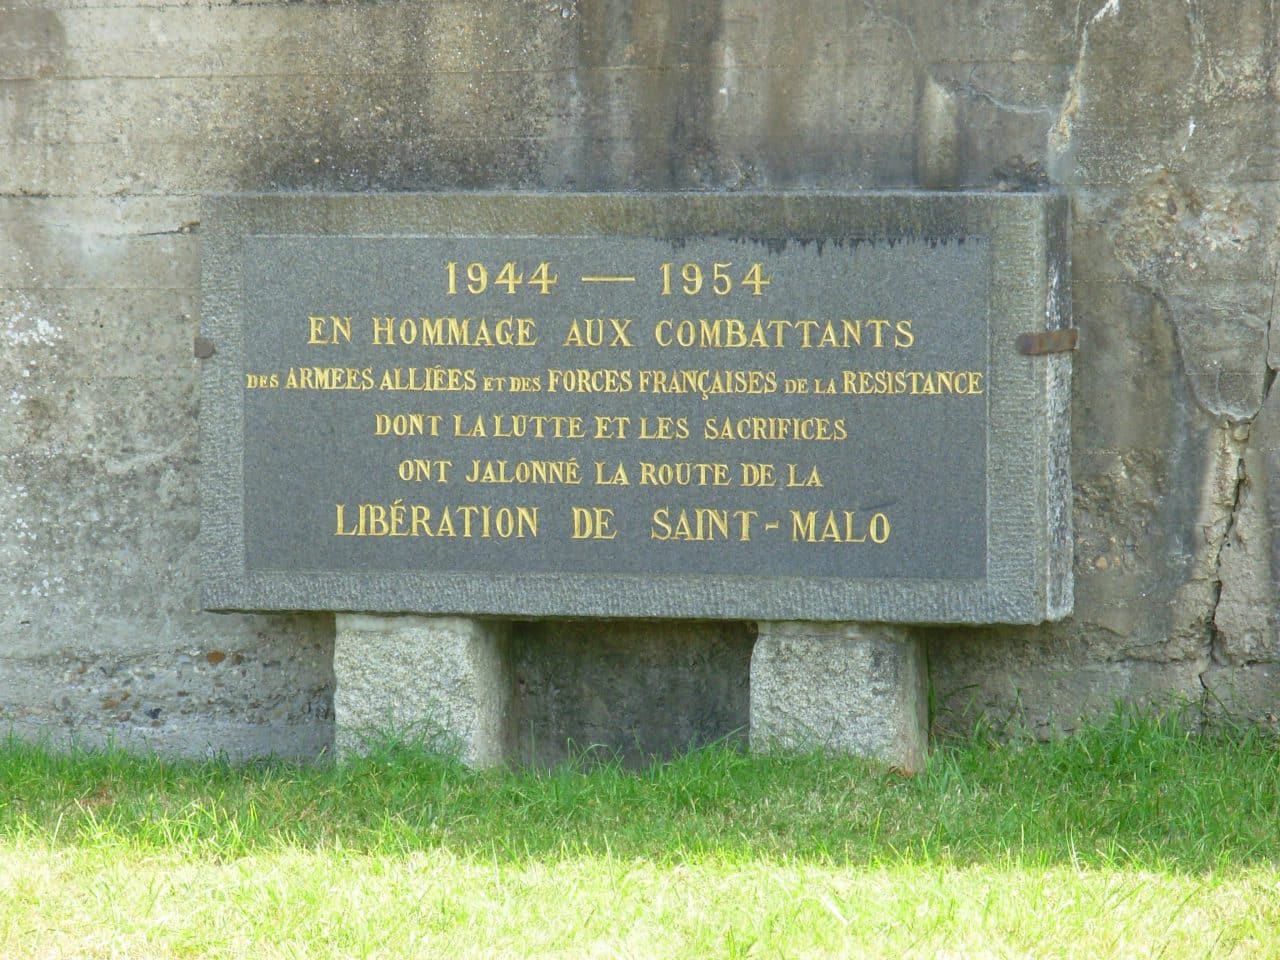 1944 — 1954
EN HOMMAGE AUX COMBATTANTS
DES ARMEES ALLIÉES ET DES FORCES FRANÇAISES DE LA RESISTANCE
DONT LA LUTTE ET LES SACRIFICES
ONT JALONNÉ LA ROUTE DE LA
LIBÉRATION DE SAINT-MALO